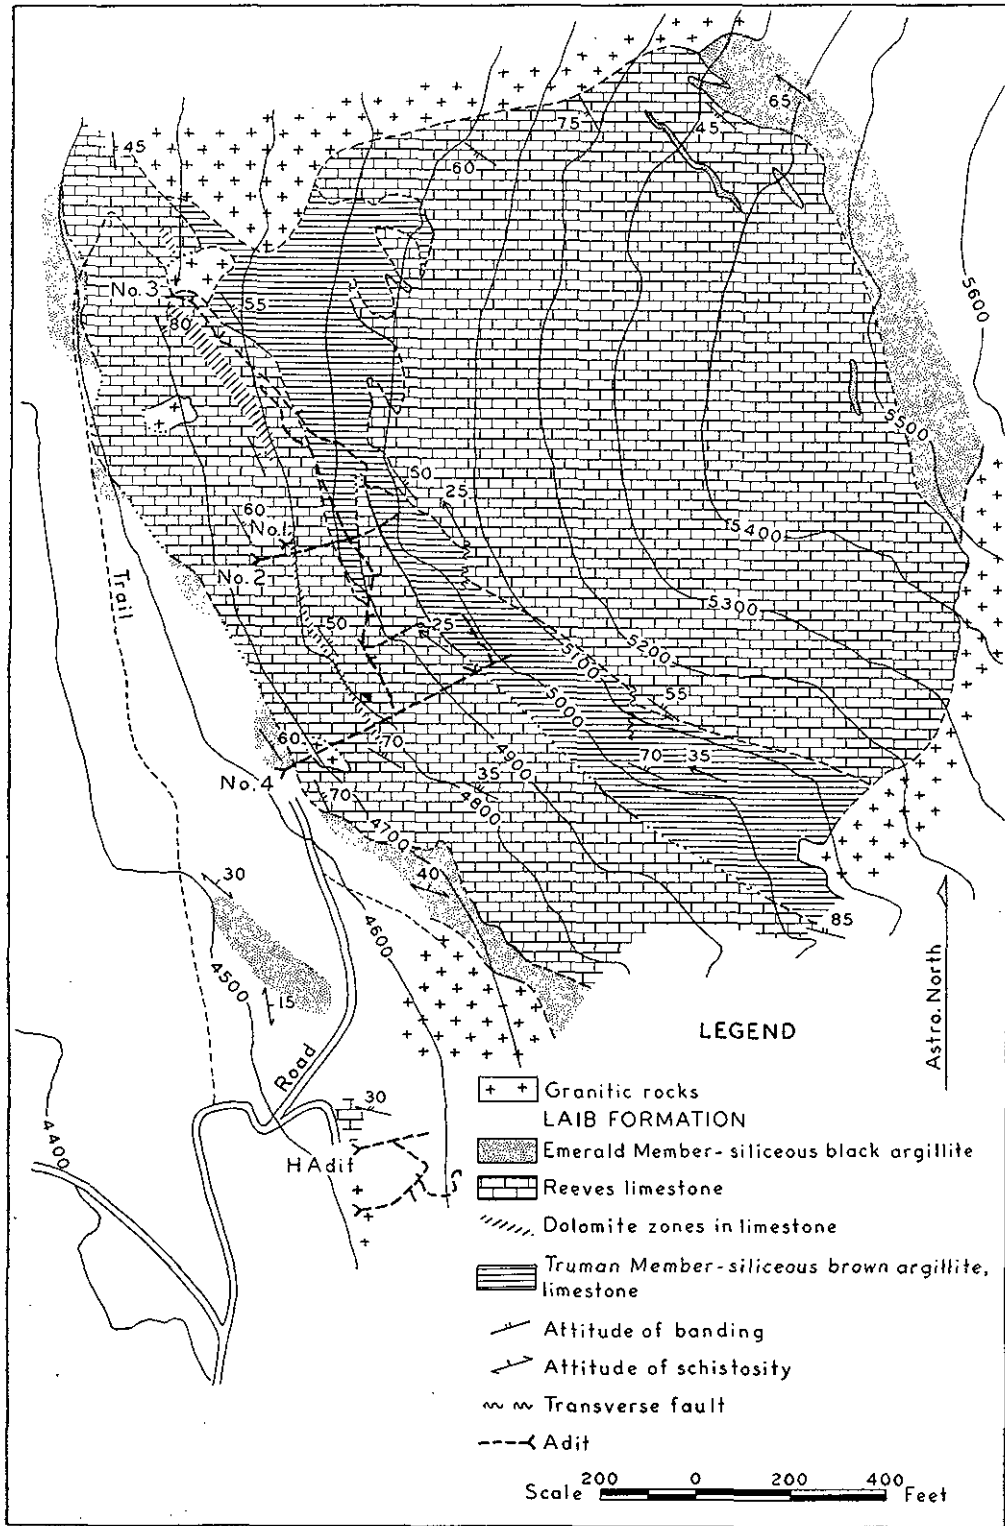 65
45
75
45
60
5600
No. 3
55
80
5500
50
25
60
No. 1
5400
No. 2
Trail
5300
50
25
5200
5100
55
5000
60
70
4900
70
35
35
No. 4
70
4800
4700
40
30
85
4600
4500
15
LEGEND
Astro. North
Road
+ + Granitic rocks
30
LAIB FORMATION
4400
Emerald Member - siliceous black argillite
H Adit
Reeves limestone
Dolomite zones in limestone
Truman Member - siliceous brown argillite,
limestone
Attitude of banding
Attitude of schistosity
Transverse fault
Adit
Scale 200 0 200 400 Feet